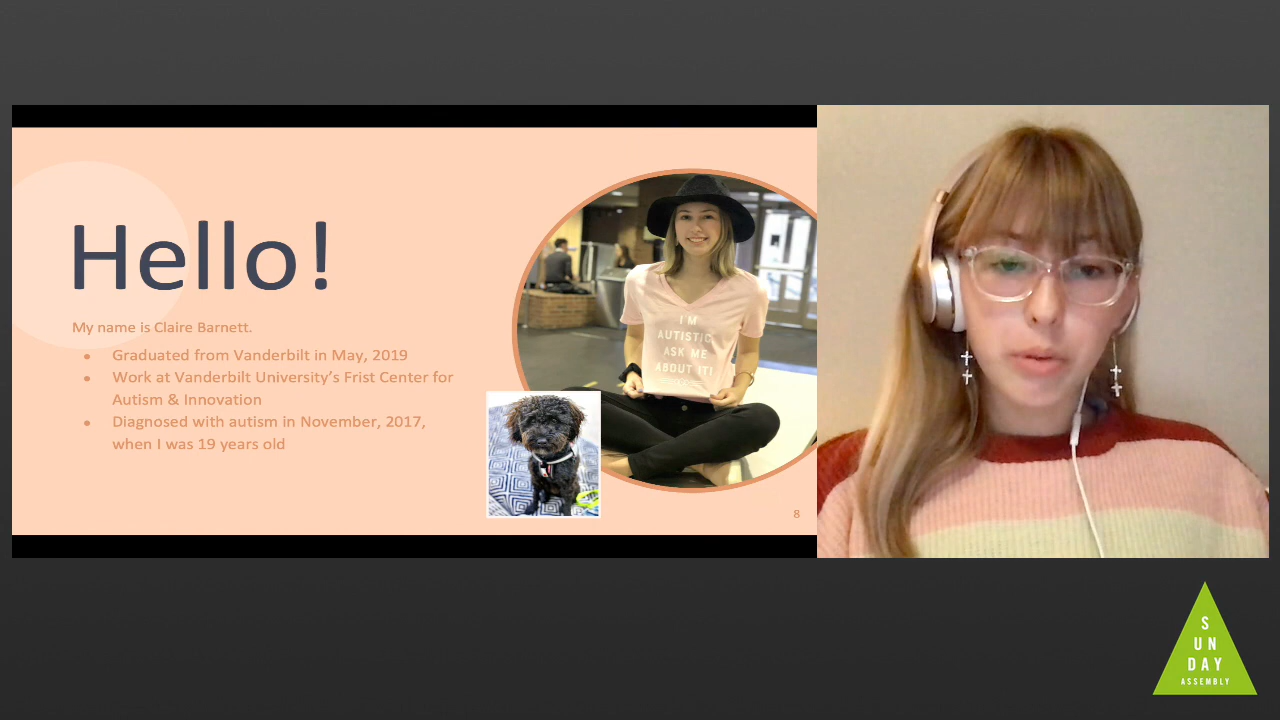 Hello!
My name is Claire Barnett.
• Graduated from Vanderbilt in May, 2019
• Work at Vanderbilt University's Frist Center for
Autism & Innovation
• Diagnosed with autism in November, 2017,
when I was 19 years old
I M
AUTISTIC
ASK ME
ABOUT IT!
8
S
UN
DAY
ASSEMBLY